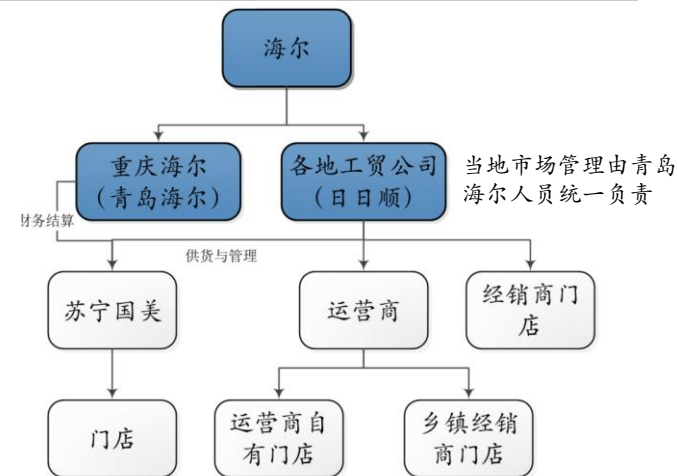 海尔
重庆海尔
（青岛海尔）
各地工贸公司
（日日顺）
当地市场管理由青岛
海尔人员统一负责
财务结算
供货与管理
苏宁国美
运营商
经销商门
店
门店
运营商自
有门店
乡镇经销
商门店